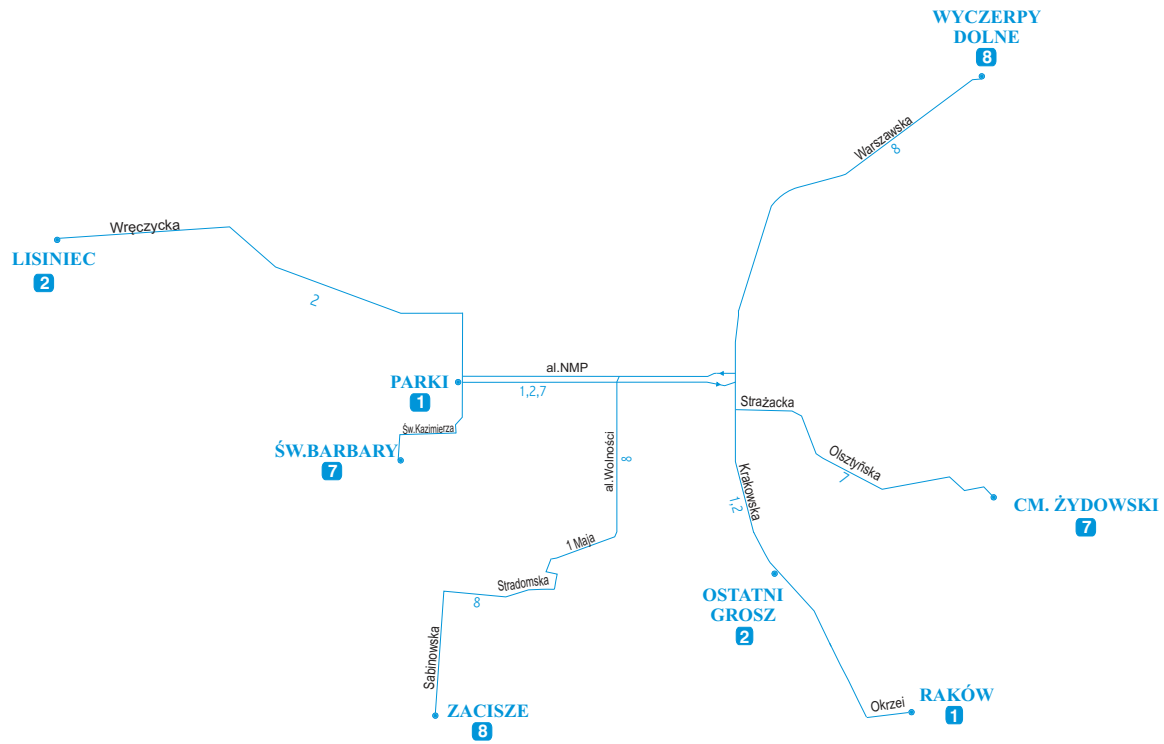 WYCZERPY
DOLNE
8
Warszawska
8
Wręczycka
LISINIEC
2
2
al.NMP
PARKI
1,2,7
1
Strażacka
Św.Kazimierza
ŚW.BARBARY
7
al.Wolności
8
Krakowska
1,2
Olsztyńska
7
CM. ŻYDOWSKI
7
1 Maja
Stradomska
8
OSTATNI
GROSZ
2
Sabinowska
ZACISZE
8
Okrzei
RAKÓW
1